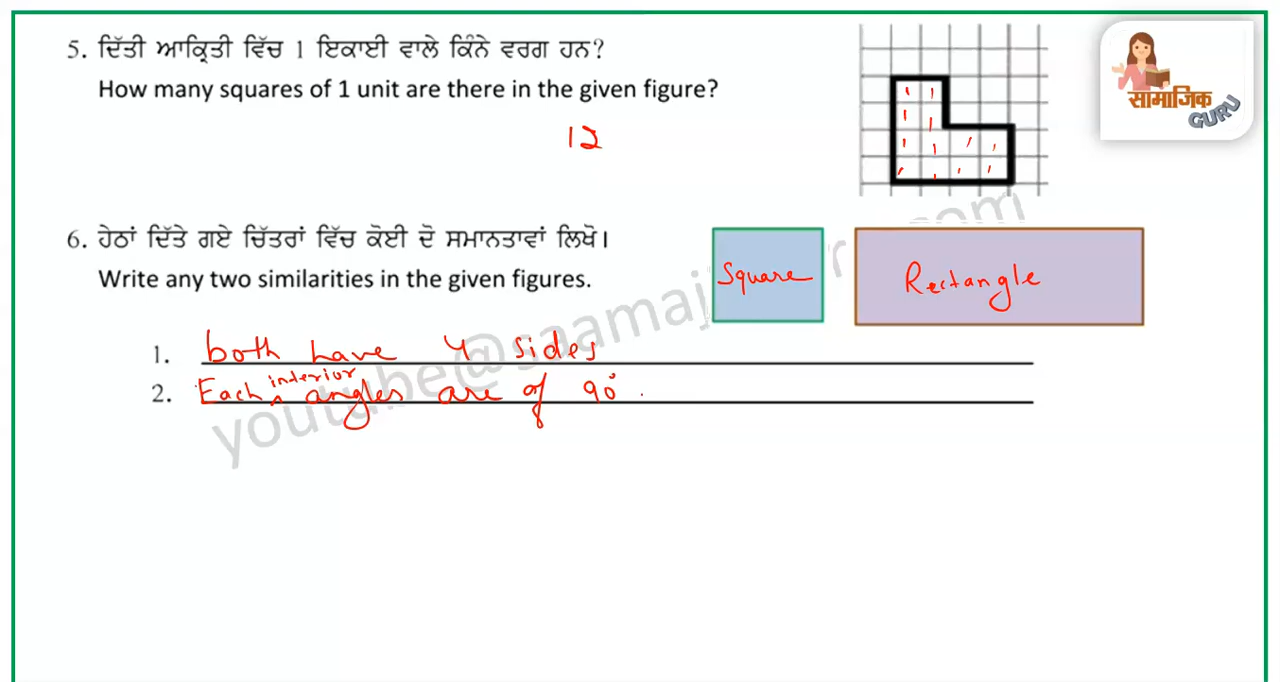 5. ਦਿੱਤੀ ਆਕ੍ਰਿਤੀ ਵਿੱਚ 1 ਇਕਾਈ ਵਾਲੇ ਕਿੰਨੇ ਵਰਗ ਹਨ?
How many squares of 1 unit are there in the given figure?
12
सामाजिक
GURU
6. ਹੇਠਾਂ ਦਿੱਤੇ ਗਏ ਚਿੱਤਰਾਂ ਵਿੱਚ ਕੋਈ ਦੋ ਸਮਾਨਤਾਵਾਂ ਲਿਖੋ।
Write any two similarities in the given figures.
Square
Rectangle
1. both have 4 sides
2. Each interior angles are of 90°.